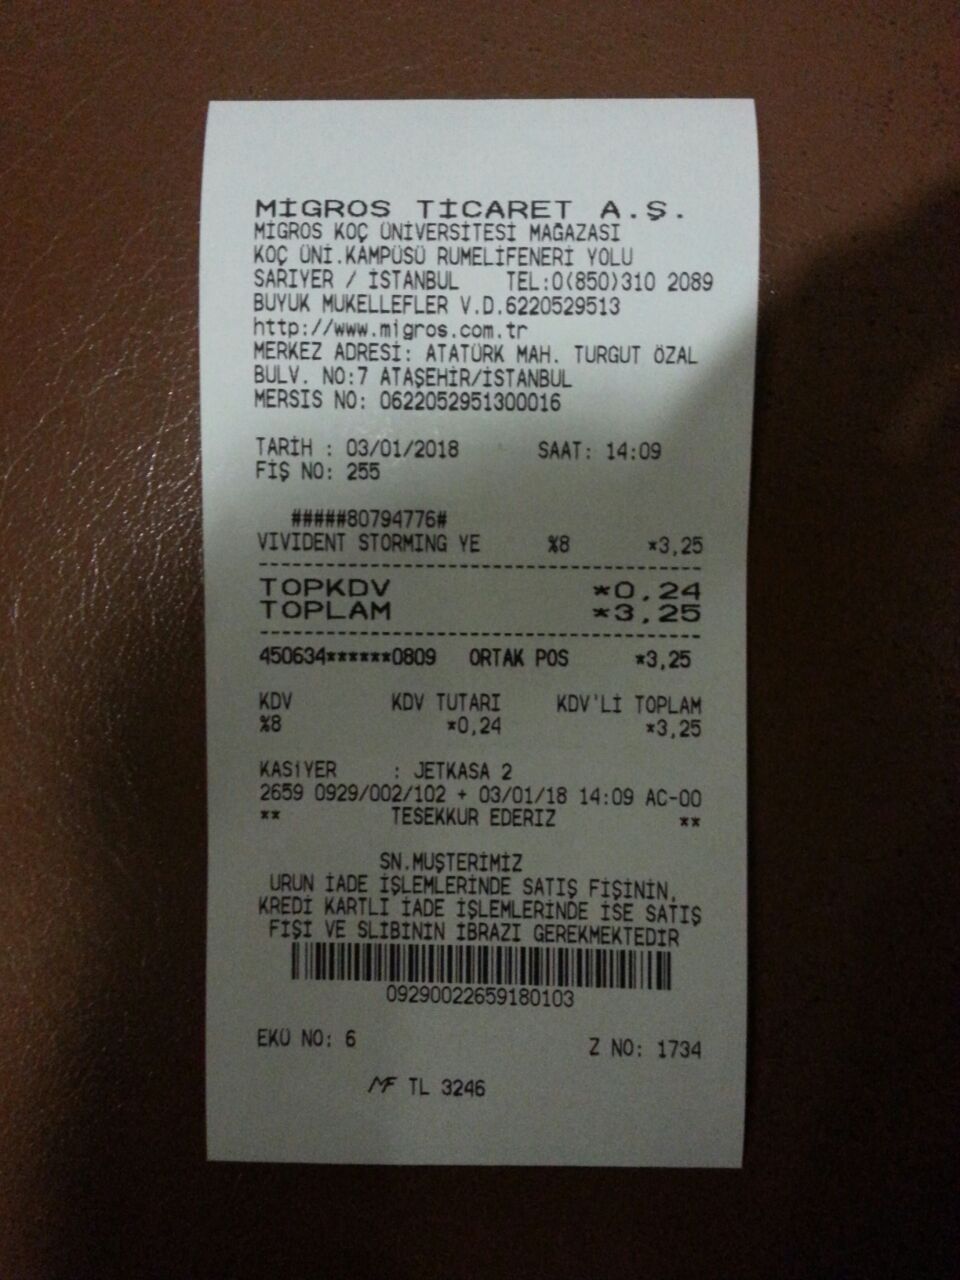 MİGROS TİCARET A.Ş.
MİGROS KOÇ ÜNİVERSİTESİ MAĞAZASI
KOÇ ÜNİ.KAMPÜSÜ RUMELİFENERİ YOLU
SARIYER / İSTANBUL TEL:0(850)310 2089
BUYUK MUKELLEFLER V.D.6220529513
http://www.migros.com.tr
MERKEZ ADRESİ: ATATÜRK MAH. TURGUT ÖZAL
BULV. NO:7 ATAŞEHİR/İSTANBUL
MERSIS NO: 0622052951300016
TARİH : 03/01/2018 SAAT: 14:09
FİŞ NO: 255
#####80794776#
VIVIDENT STORMING YE %8 *3,25
TOPKDV *0,24
TOPLAM *3,25
450634******0809 ORTAK POS *3,25
KDV KDV TUTARI KDV'Lİ TOPLAM
%8 *0,24 *3,25
KASİYER : JETKASA 2
2659 0929/002/102 + 03/01/18 14:09 AC-00
** TESEKKUR EDERIZ **
SN.MUŞTERİMİZ
URUN İADE İŞLEMLERİNDE SATIŞ FİŞİNİN,
KREDİ KARTLI İADE İŞLEMLERİNDE İSE SATIŞ
FİŞİ VE SLIBİNİN İBRAZI GEREKMEKTEDİR
09290022659180103
EKÜ NO: 6 Z NO: 1734
MF TL 3246